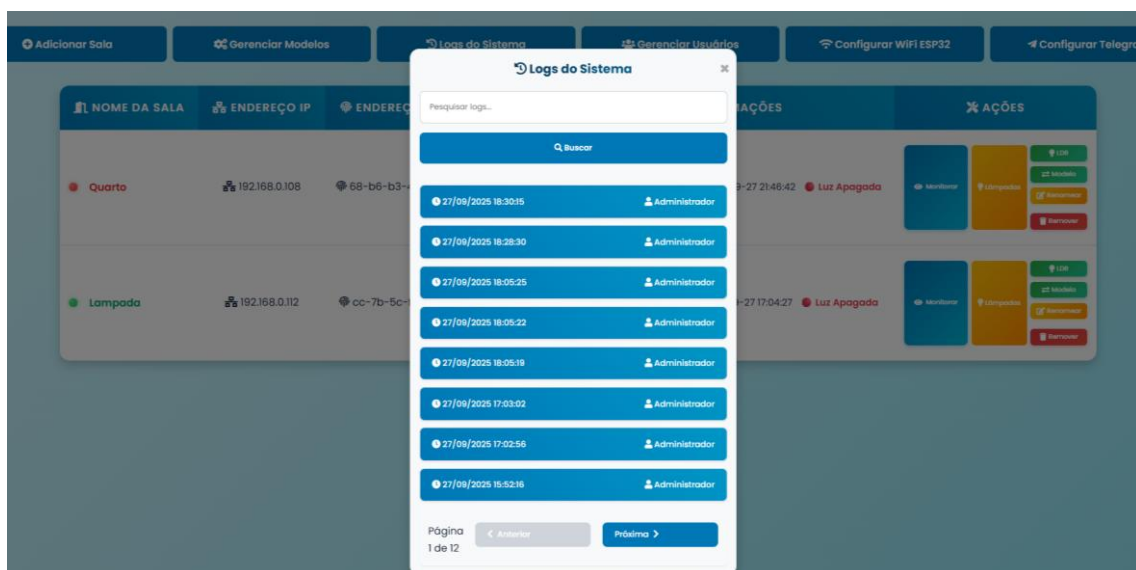 Adicionar Sala
Gerenciar Modelos
Logs do Sistema
Gerenciar Usuários
Configurar WiFi ESP32
Configurar Telegra
NOME DA SALA
ENDEREÇO IP
ENDEREÇ
AÇÕES
AÇÕES
Quarto
192.168.0.108
68-b6-b3-
-27 21:46:42
Luz Apagada
Monitorar
Lâmpadas
LDR
Modelo
Renomear
Remover
Lampada
192.168.0.112
cc-7b-5c-
-27 17:04:27
Luz Apagada
Monitorar
Lâmpadas
LDR
Modelo
Renomear
Remover
Logs do Sistema
Pesquisar logs...
Buscar
27/09/2025 18:30:15 Administrador
27/09/2025 18:28:30 Administrador
27/09/2025 18:05:25 Administrador
27/09/2025 18:05:22 Administrador
27/09/2025 18:05:19 Administrador
27/09/2025 17:03:02 Administrador
27/09/2025 17:02:56 Administrador
27/09/2025 15:52:16 Administrador
Página
1 de 12
Anterior
Próxima